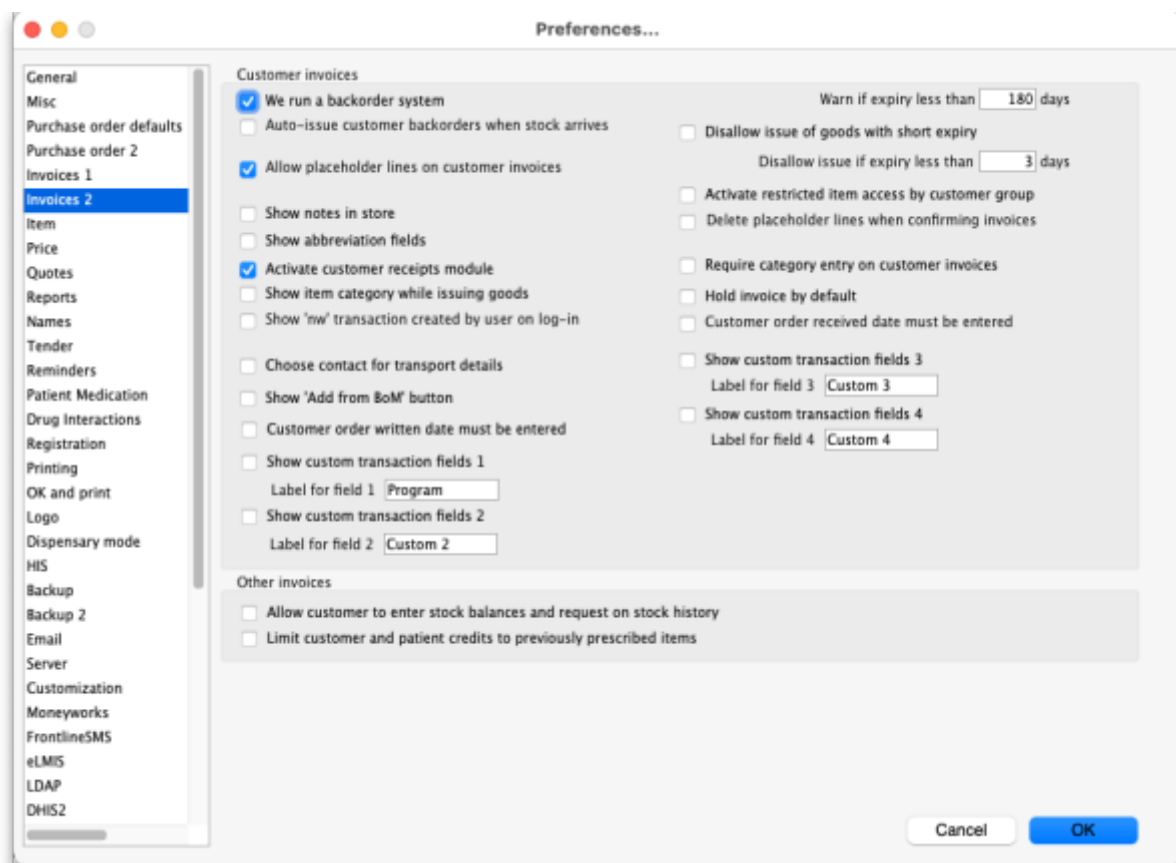 Preferences...
General
Misc
Purchase order defaults
Purchase order 2
Invoices 1
Invoices 2
Item
Price
Quotes
Reports
Names
Tender
Reminders
Patient Medication
Drug Interactions
Registration
Printing
OK and print
Logo
Dispensary mode
HIS
Backup
Backup 2
Email
Server
Customization
Moneyworks
FrontlineSMS
eLMIS
LDAP
DHIS2
Customer invoices
We run a backorder system
Auto-issue customer backorders when stock arrives
Allow placeholder lines on customer invoices
Show notes in store
Show abbreviation fields
Activate customer receipts module
Show item category while issuing goods
Show 'nw' transaction created by user on log-in
Choose contact for transport details
Show 'Add from BoM' button
Customer order written date must be entered
Show custom transaction fields 1
Label for field 1 Program
Show custom transaction fields 2
Label for field 2 Custom 2
Warn if expiry less than 180 days
Disallow issue of goods with short expiry
Disallow issue if expiry less than 3 days
Activate restricted item access by customer group
Delete placeholder lines when confirming invoices
Require category entry on customer invoices
Hold invoice by default
Customer order received date must be entered
Show custom transaction fields 3
Label for field 3 Custom 3
Show custom transaction fields 4
Label for field 4 Custom 4
Other invoices
Allow customer to enter stock balances and request on stock history
Limit customer and patient credits to previously prescribed items
Cancel
OK